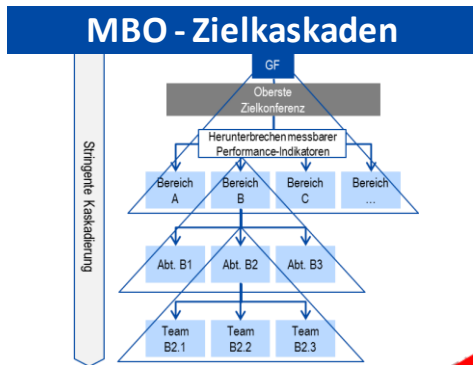 MBO - Zielkaskaden
GF
Oberste
Zielkonferenz
Herunterbrechen messbarer
Performance-Indikatoren
Stringente Kaskadierung
Bereich
A
Bereich
B
Bereich
C
Bereich
...
Abt. B1
Abt. B2
Abt. B3
Team
B2.1
Team
B2.2
Team
B2.3